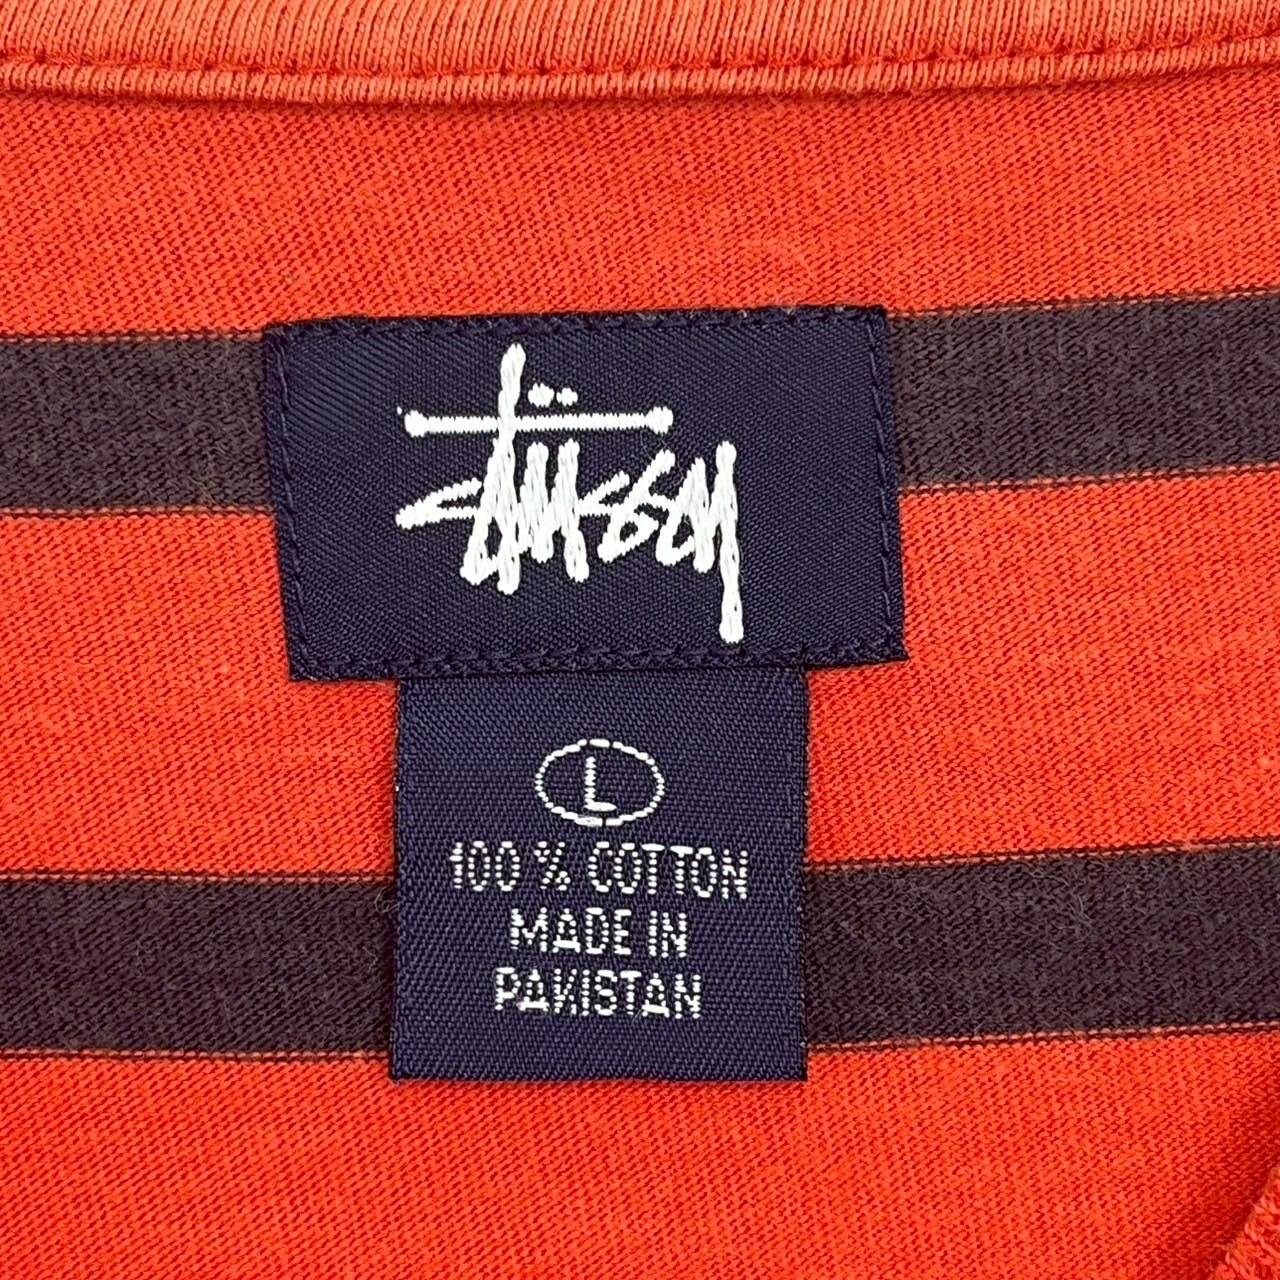 Stüssy
L
100 % COTTON
MADE IN
PAKISTAN